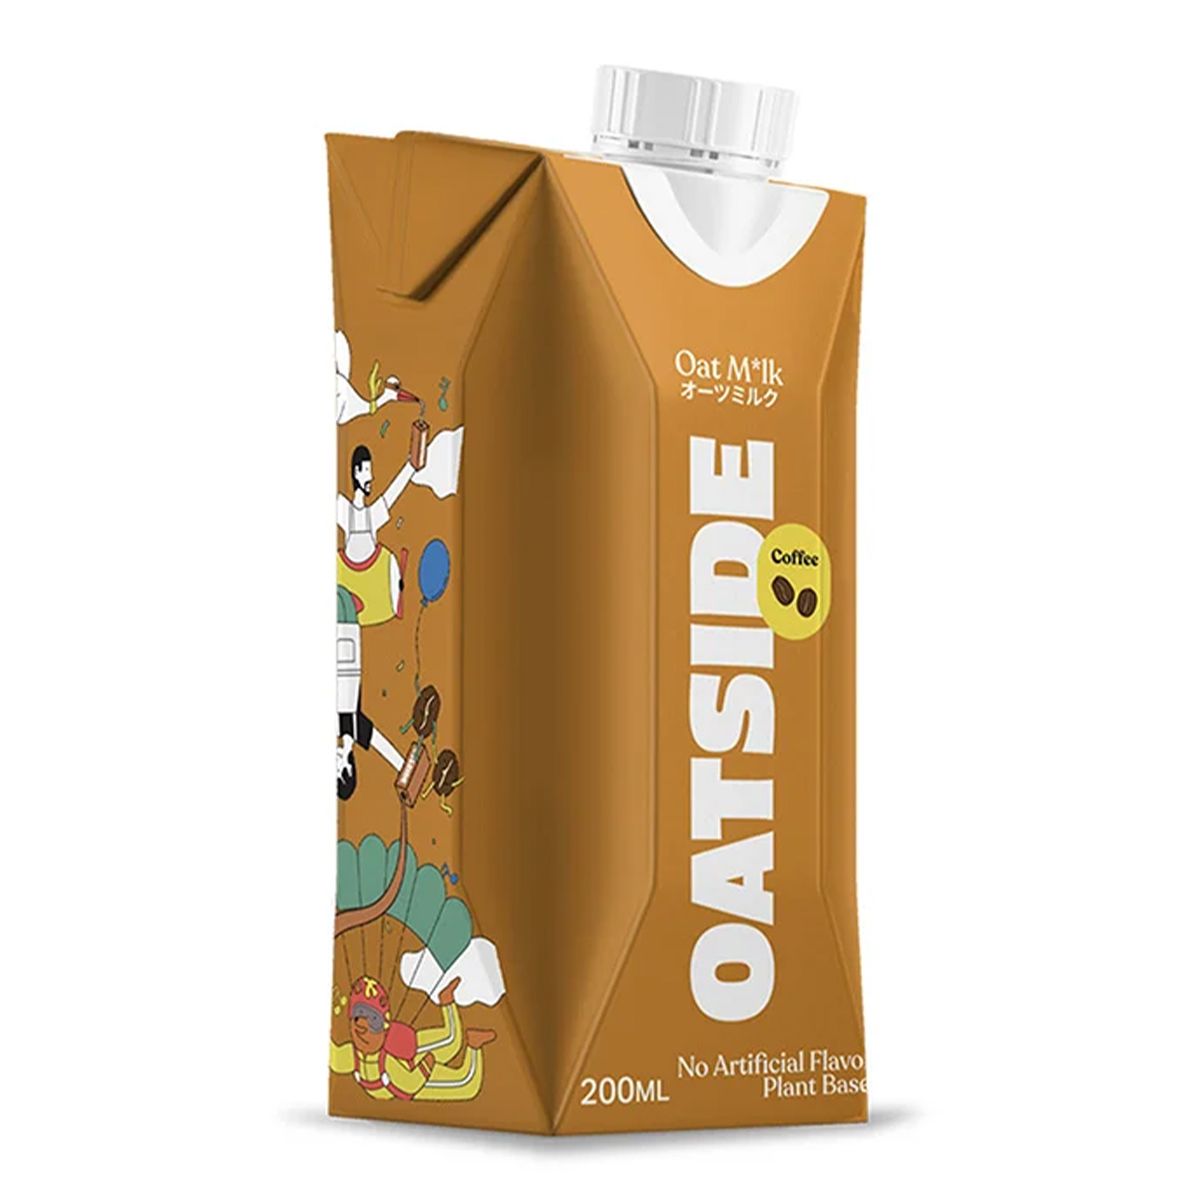 Oat M*lk
オーツミルク
OATSIDE
Coffee
No Artificial Flavo
Plant Base
200ML